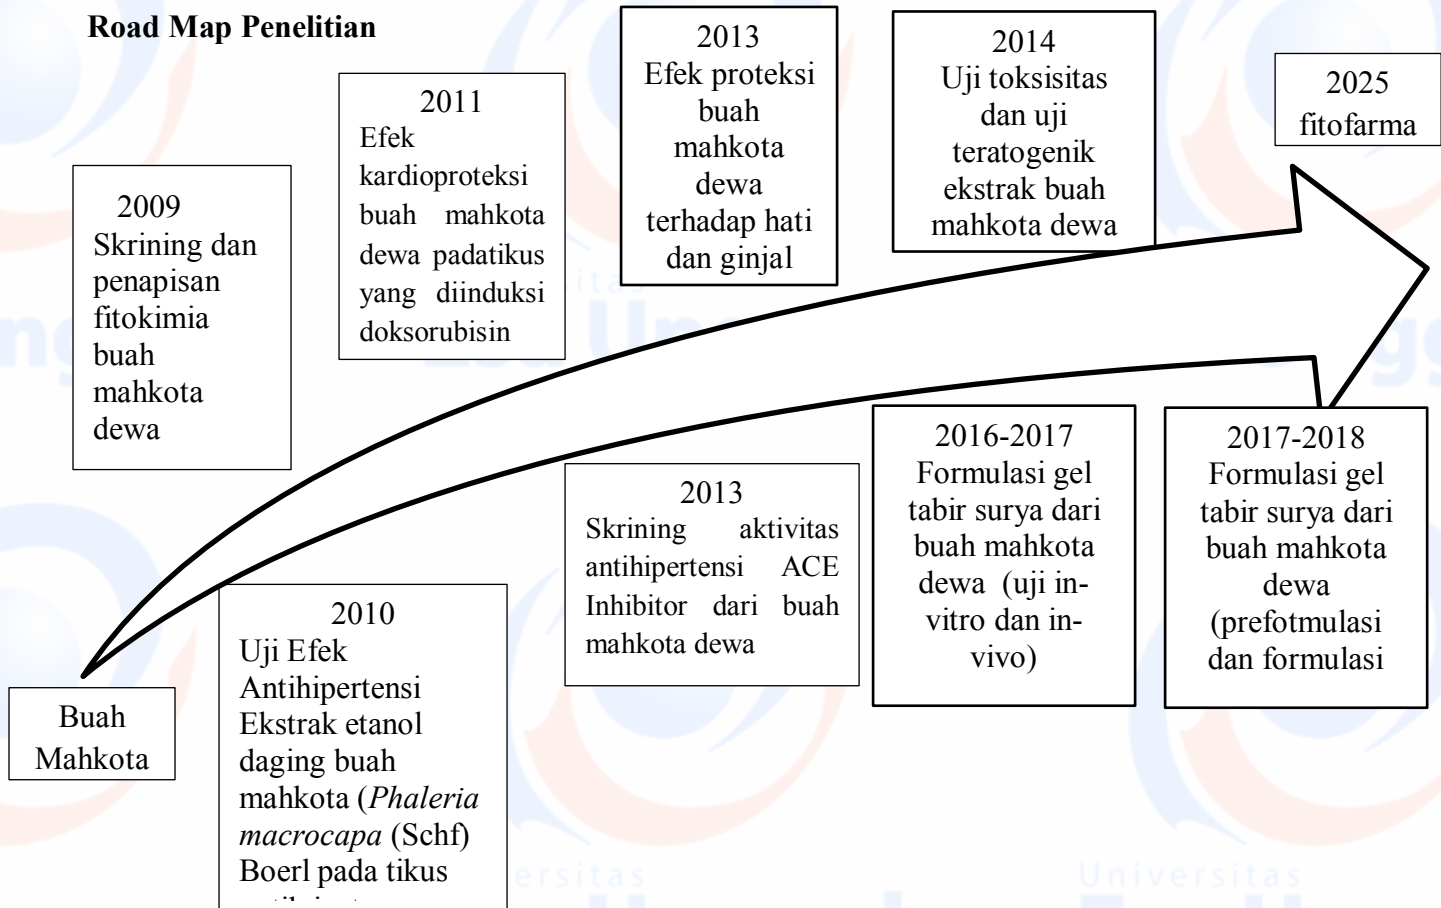 Road Map Penelitian
2009
Skrining dan
penapisan
fitokimia
buah
mahkota
dewa
2011
Efek
kardioproteksi
buah mahkota
dewa padatikus
yang diinduksi
doksorubisin
2013
Efek proteksi
buah
mahkota
dewa
terhadap hati
dan ginjal
2014
Uji toksisitas
dan uji
teratogenik
ekstrak buah
mahkota dewa
2025
fitofarma
Buah
Mahkota
2010
Uji Efek
Antihipertensi
Ekstrak etanol
daging buah
mahkota (Phaleria
macrocapa (Schf)
Boerl pada tikus
2013
Skrining aktivitas
antihipertensi ACE
Inhibitor dari buah
mahkota dewa
2016-2017
Formulasi gel
tabir surya dari
buah mahkota
dewa (uji in-
vitro dan in-
vivo)
2017-2018
Formulasi gel
tabir surya dari
buah mahkota
dewa
(prefotmulasi
dan formulasi
Universitas